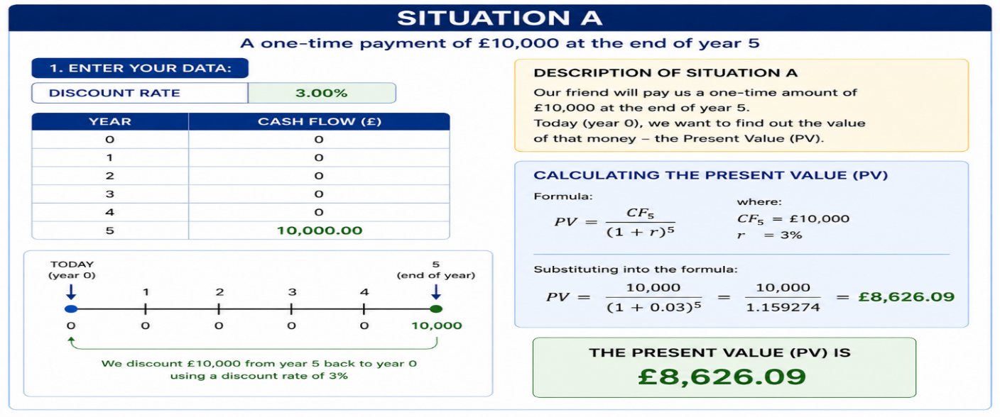 SITUATION A
A one-time payment of £10,000 at the end of year 5
1. ENTER YOUR DATA:
DISCOUNT RATE 3.00%
YEAR CASH FLOW (£)
0 0
1 0
2 0
3 0
4 0
5 10,000.00
TODAY
(year 0)
1 2 3 4
5
(end of year)
0 0 0 0 0 10,000
We discount £10,000 from year 5 back to year 0
using a discount rate of 3%
DESCRIPTION OF SITUATION A
Our friend will pay us a one-time amount of
£10,000 at the end of year 5.
Today (year 0), we want to find out the value
of that money – the Present Value (PV).
CALCULATING THE PRESENT VALUE (PV)
Formula:
PV = CF₅ / (1 + r)⁵
where:
CF₅ = £10,000
r = 3%
Substituting into the formula:
PV = 10,000 / (1 + 0.03)⁵ = 10,000 / 1.159274 = £8,626.09
THE PRESENT VALUE (PV) IS
£8,626.09